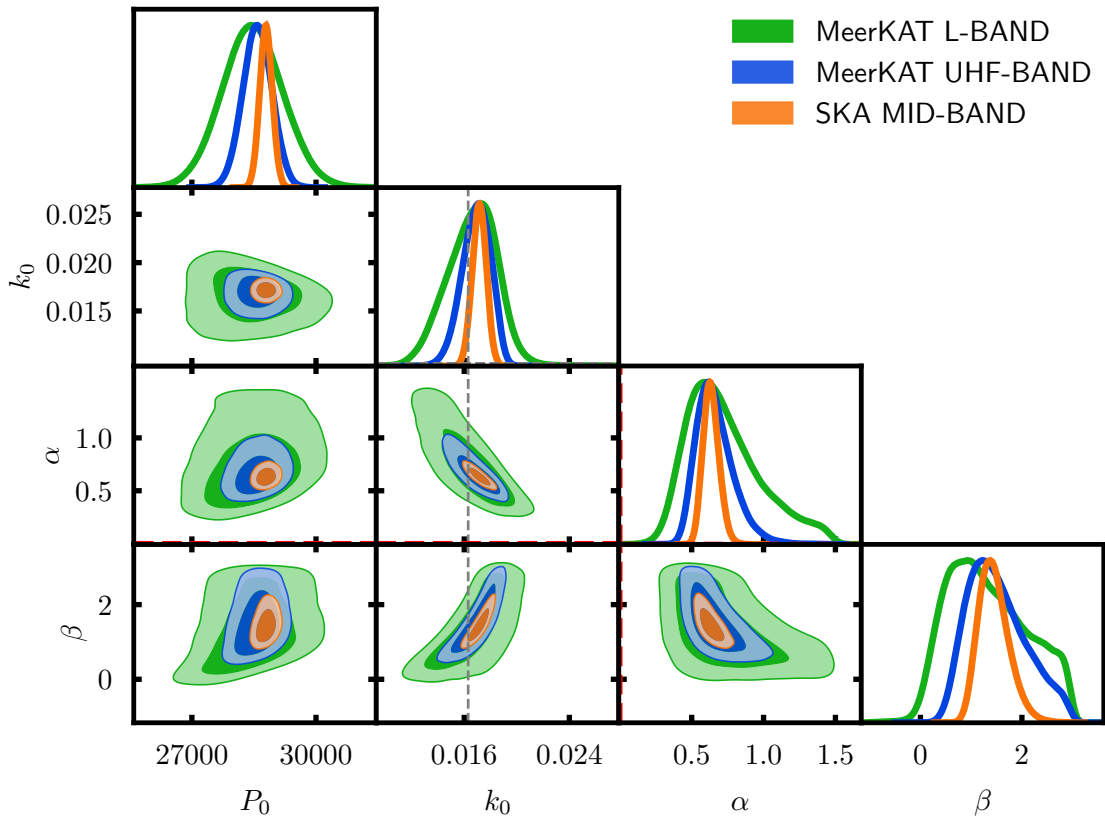 MeerKAT L-BAND
MeerKAT UHF-BAND
SKA MID-BAND
0.025
0.020
0.015
k₀
1.0
0.5
α
2
0
β
27000 30000 0.016 0.024 0.5 1.0 1.5 0 2
P₀ k₀ α β